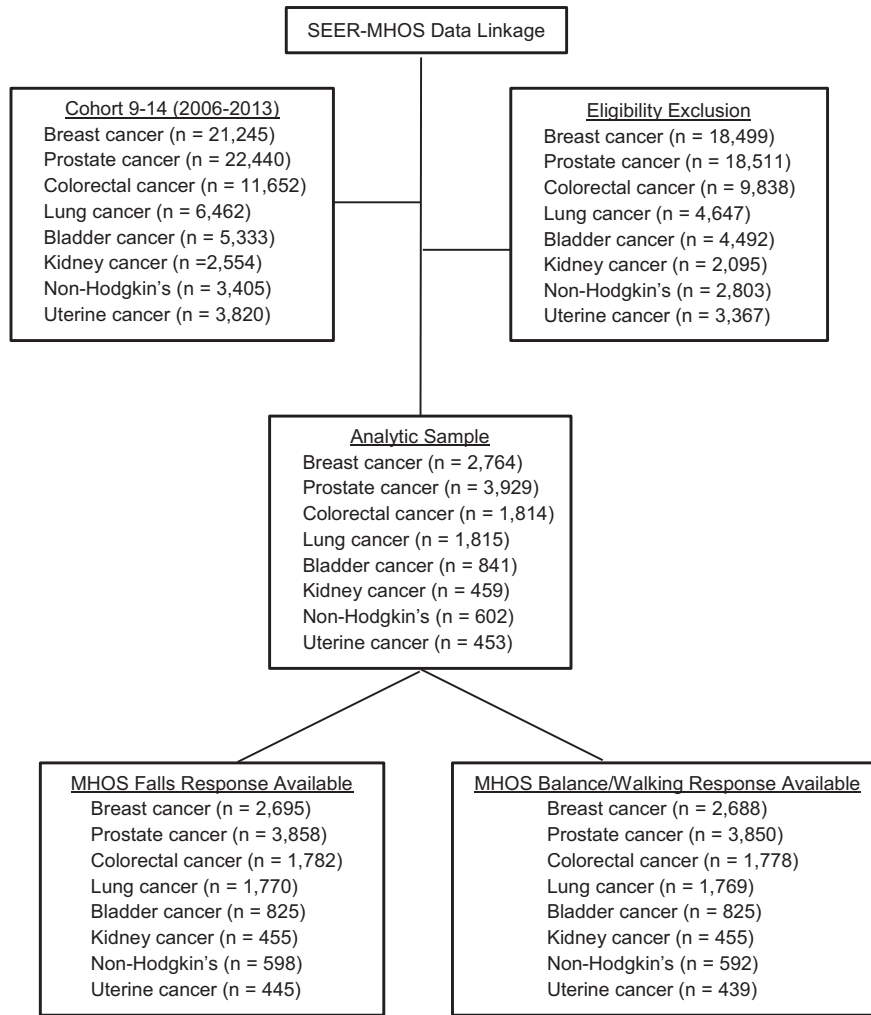 SEER-MHOS Data Linkage
Cohort 9-14 (2006-2013)
Breast cancer (n = 21,245)
Prostate cancer (n = 22,440)
Colorectal cancer (n = 11,652)
Lung cancer (n = 6,462)
Bladder cancer (n = 5,333)
Kidney cancer (n =2,554)
Non-Hodgkin's (n = 3,405)
Uterine cancer (n = 3,820)
Eligibility Exclusion
Breast cancer (n = 18,499)
Prostate cancer (n = 18,511)
Colorectal cancer (n = 9,838)
Lung cancer (n = 4,647)
Bladder cancer (n = 4,492)
Kidney cancer (n = 2,095)
Non-Hodgkin's (n = 2,803)
Uterine cancer (n = 3,367)
Analytic Sample
Breast cancer (n = 2,764)
Prostate cancer (n = 3,929)
Colorectal cancer (n = 1,814)
Lung cancer (n = 1,815)
Bladder cancer (n = 841)
Kidney cancer (n = 459)
Non-Hodgkin's (n = 602)
Uterine cancer (n = 453)
MHOS Falls Response Available
Breast cancer (n = 2,695)
Prostate cancer (n = 3,858)
Colorectal cancer (n = 1,782)
Lung cancer (n = 1,770)
Bladder cancer (n = 825)
Kidney cancer (n = 455)
Non-Hodgkin's (n = 598)
Uterine cancer (n = 445)
MHOS Balance/Walking Response Available
Breast cancer (n = 2,688)
Prostate cancer (n = 3,850)
Colorectal cancer (n = 1,778)
Lung cancer (n = 1,769)
Bladder cancer (n = 825)
Kidney cancer (n = 455)
Non-Hodgkin's (n = 592)
Uterine cancer (n = 439)